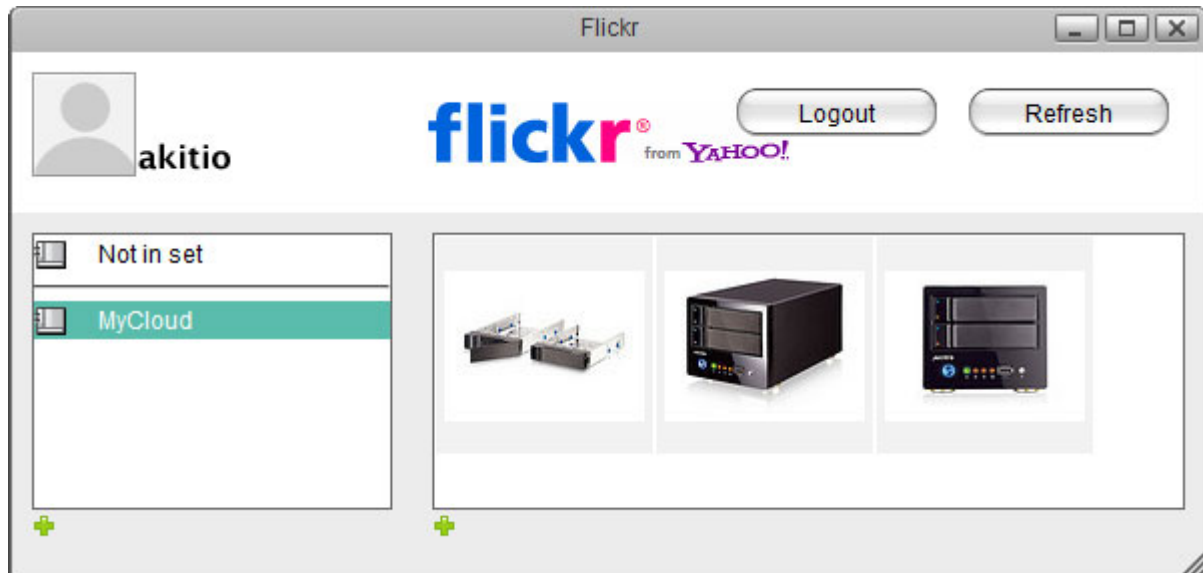 Flickr
akitio
flickr®
from YAHOO!
Logout
Refresh
Not in set
MyCloud